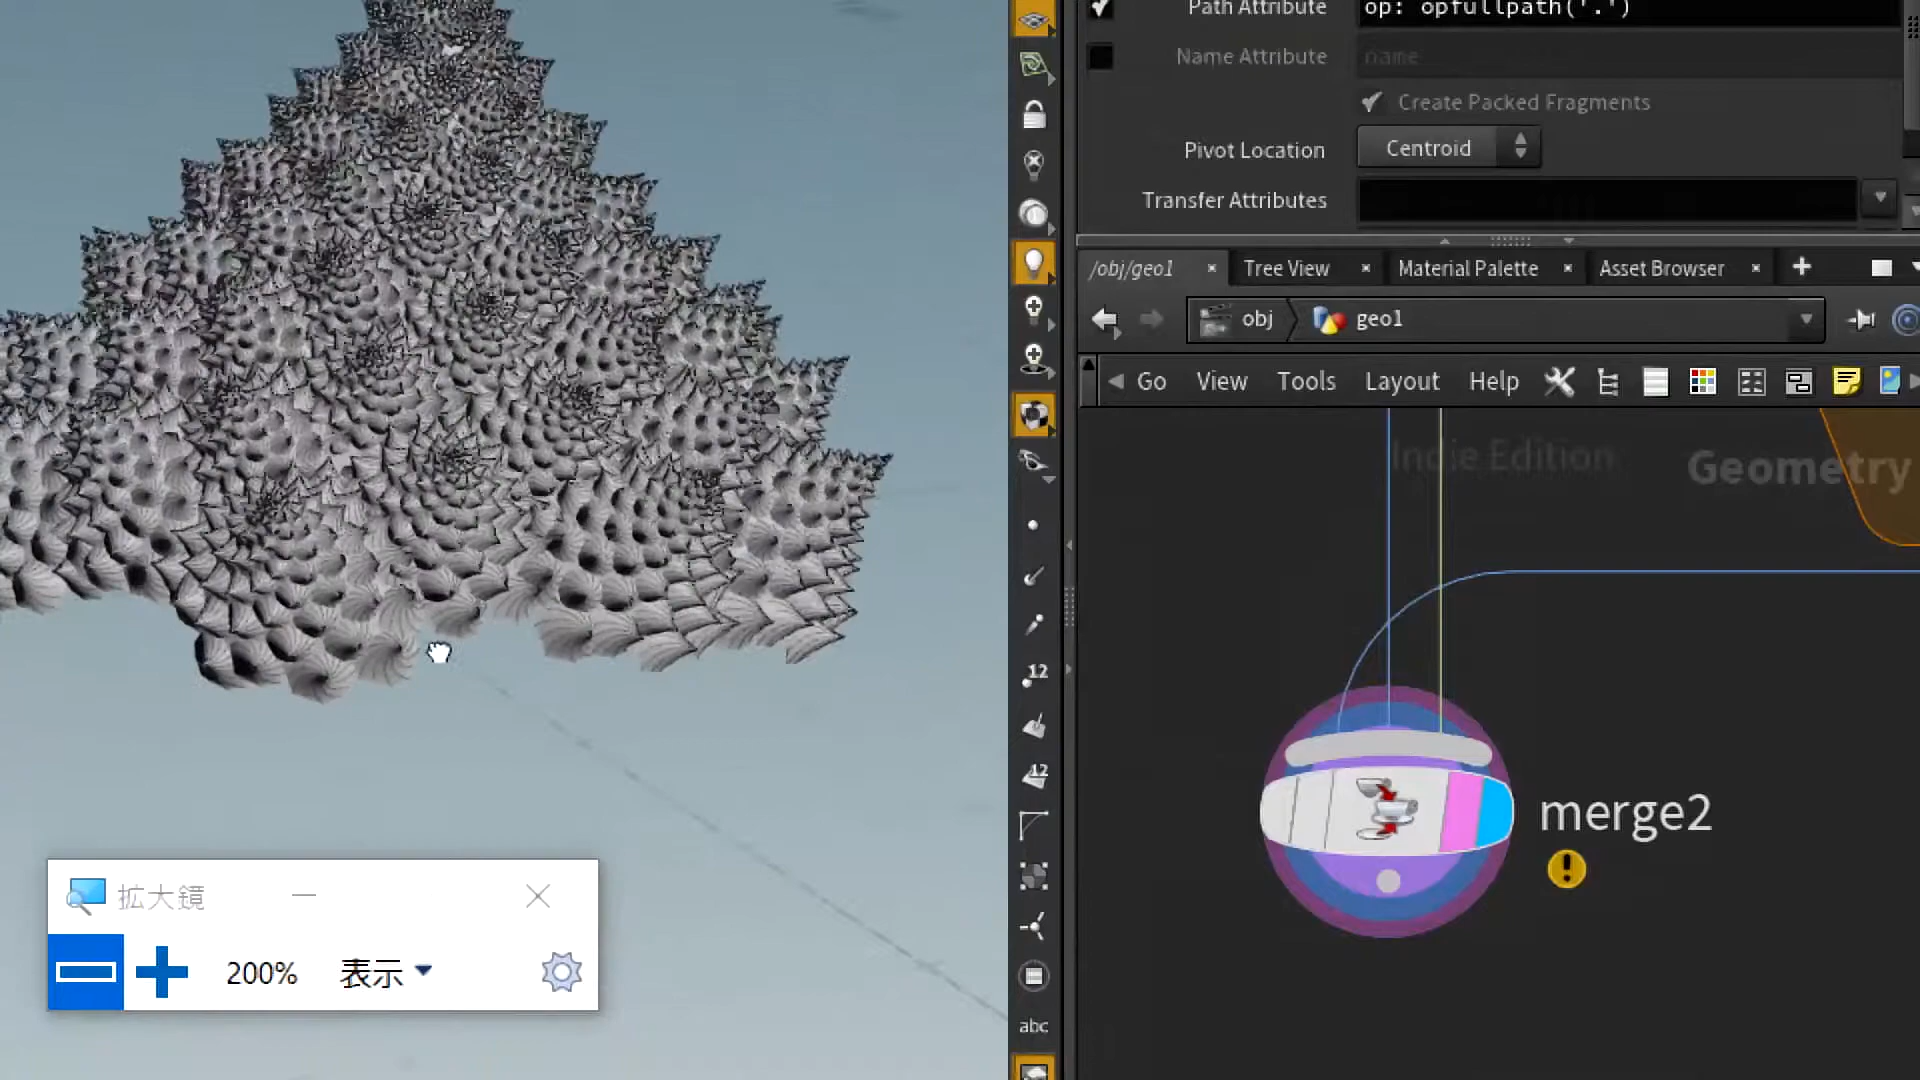 Path Attribute op: opfullpath('.')
Name Attribute name
Create Packed Fragments
Pivot Location Centroid
Transfer Attributes
/obj/geo1 Tree View Material Palette Asset Browser
obj geo1
Go View Tools Layout Help
Indie Edition
Geometry
12
12
merge2
abc
拡大鏡
200% 表示